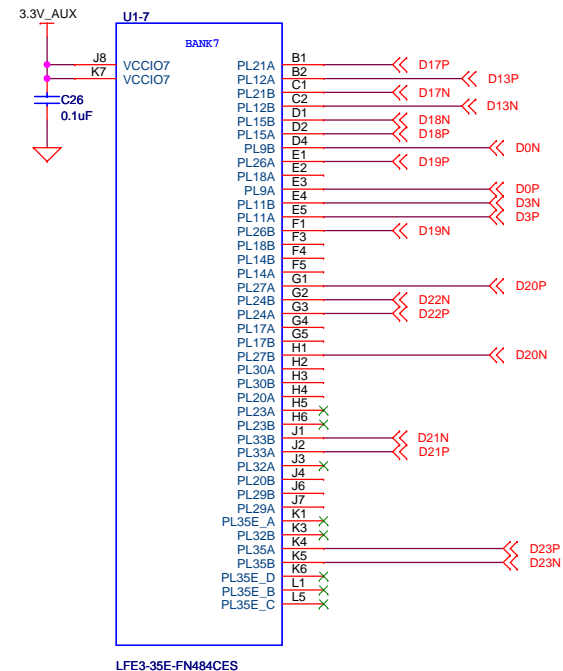 3.3V_AUX
U1-7
BANK7
J8 VCCIO7 PL21A B1 D17P
K7 VCCIO7 PL12A B2 D13P
PL21B C1 D17N
PL12B C2 D13N
PL15B D1 D18N
PL15A D2 D18P
PL9B D4 D0N
PL26A E1 D19P
PL18A E2
PL9A E3 D0P
PL11B E4 D3N
PL11A E5 D3P
PL26B F1 D19N
PL18B F3
PL14B F4
PL14A F5
PL27A G1 D20P
PL24B G2 D22N
PL24A G3 D22P
PL17A G4
PL17B G5
PL27B H1 D20N
PL30A H2
PL30B H3
PL20A H4
PL23A H5
PL23B H6
PL33B J1 D21N
PL33A J2 D21P
PL32A J3
PL20B J4
PL29B J6
PL29A J7
PL35E_A K1
PL32B K3
PL35A K4 D23P
PL35B K5 D23N
PL35E_D K6
PL35E_B L1
PL35E_C L5
C26
0.1uF
LFE3-35E-FN484CES